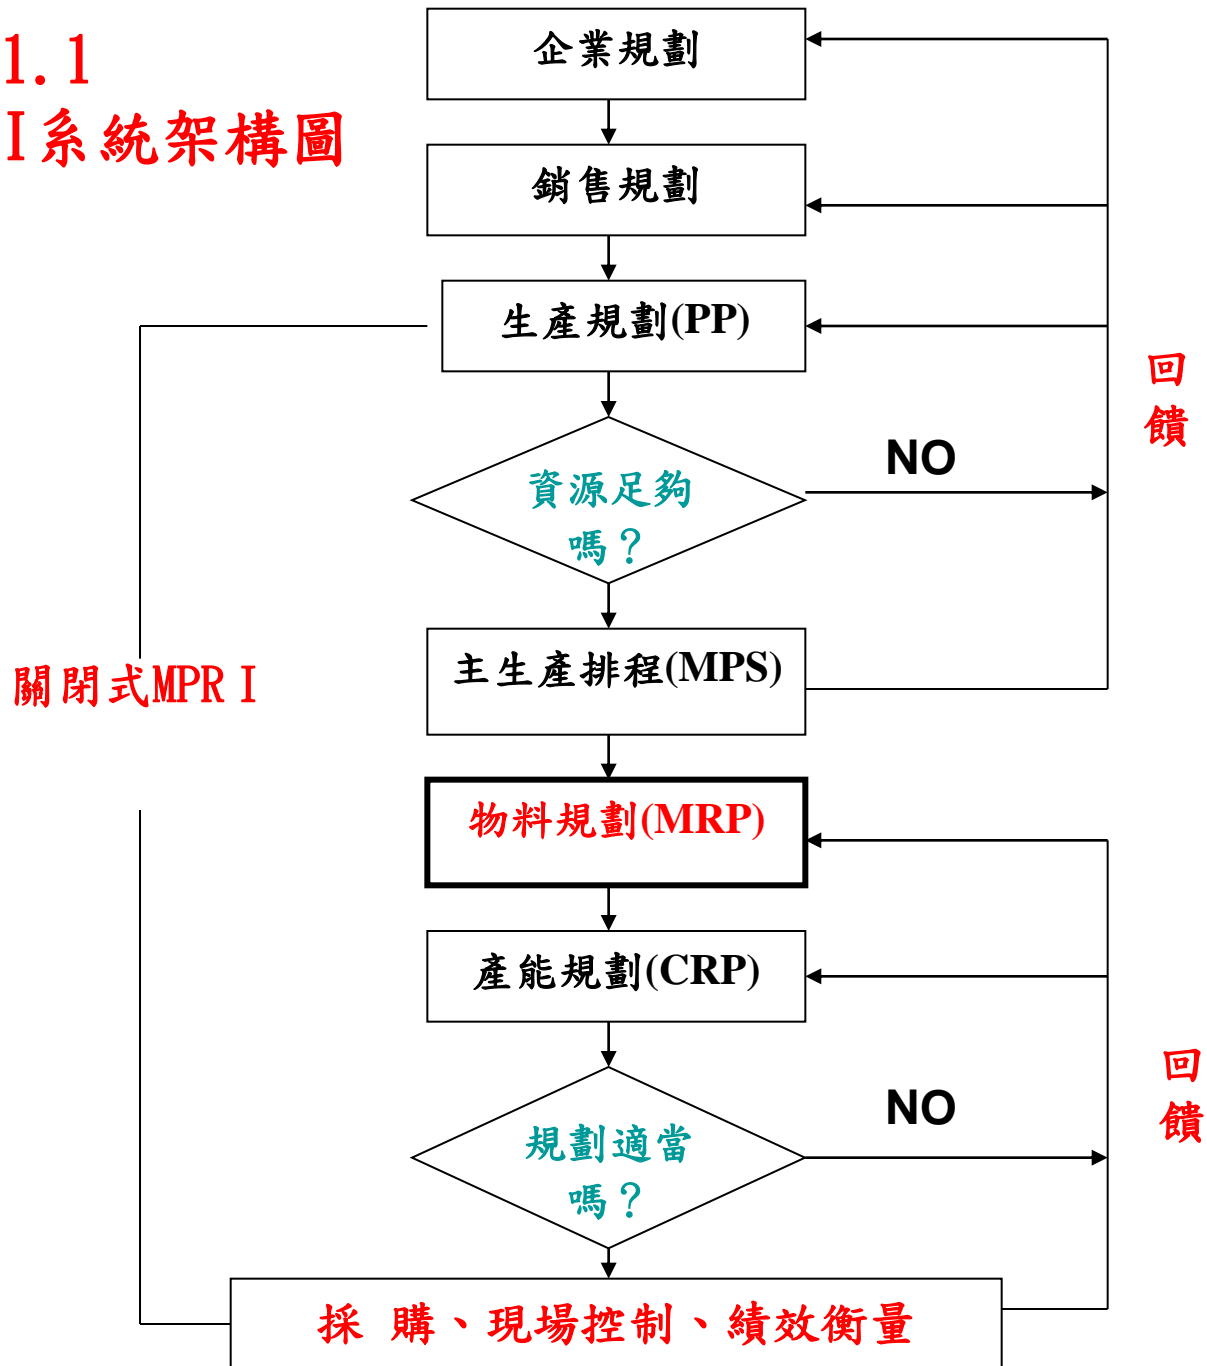 1.1
I系統架構圖
企業規劃
銷售規劃
生產規劃(PP)
回
饋
NO
資源足夠
嗎？
主生產排程(MPS)
關閉式MPR I
物料規劃(MRP)
產能規劃(CRP)
回
饋
NO
規劃適當
嗎？
採 購、現場控制、績效衡量